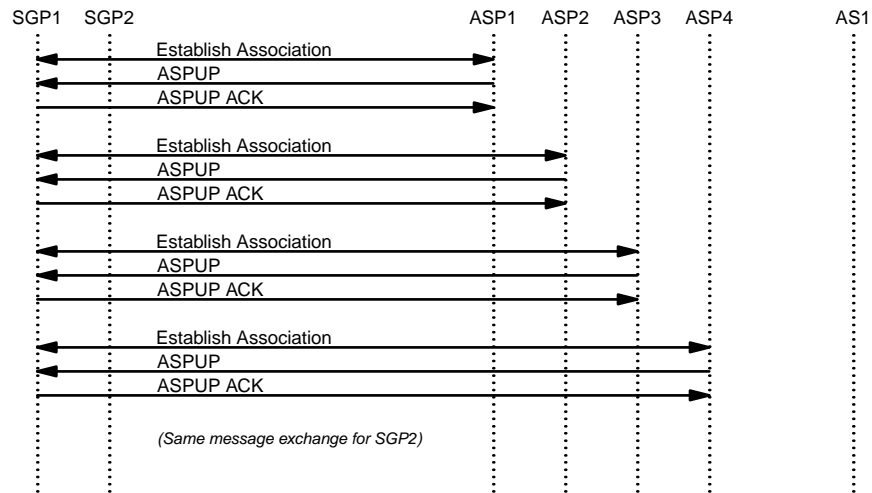 SGP1 SGP2 ASP1 ASP2 ASP3 ASP4 AS1
Establish Association
ASPUP
ASPUP ACK
Establish Association
ASPUP
ASPUP ACK
Establish Association
ASPUP
ASPUP ACK
Establish Association
ASPUP
ASPUP ACK
(Same message exchange for SGP2)